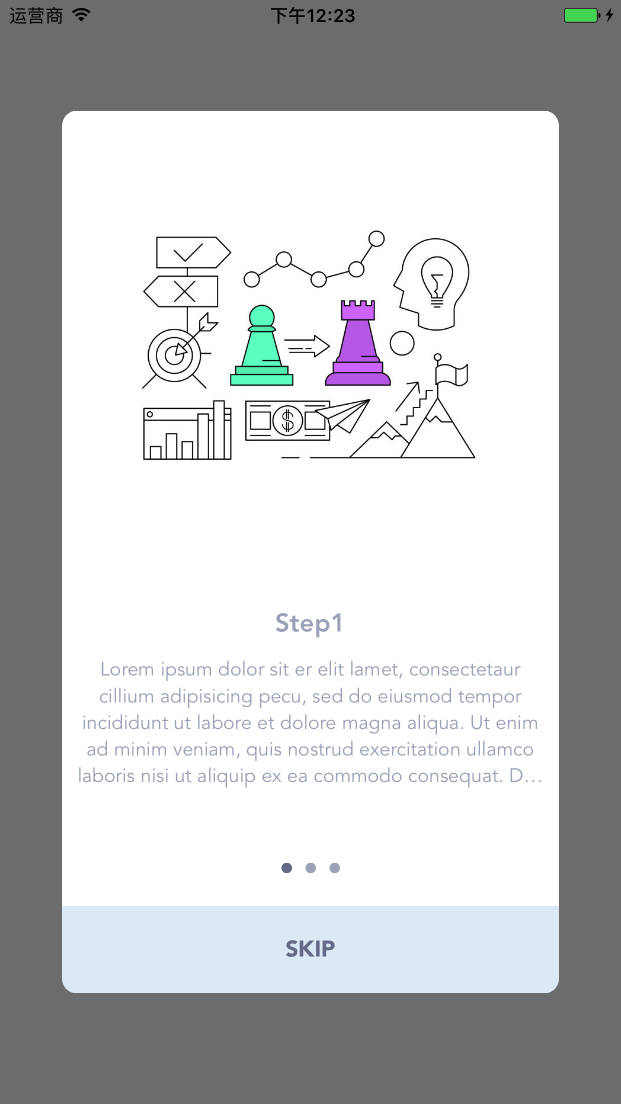 运营商 下午12:23
$
Step1
Lorem ipsum dolor sit er elit lamet, consectetaur
cillium adipisicing pecu, sed do eiusmod tempor
incididunt ut labore et dolore magna aliqua. Ut enim
ad minim veniam, quis nostrud exercitation ullamco
laboris nisi ut aliquip ex ea commodo consequat. D…
SKIP